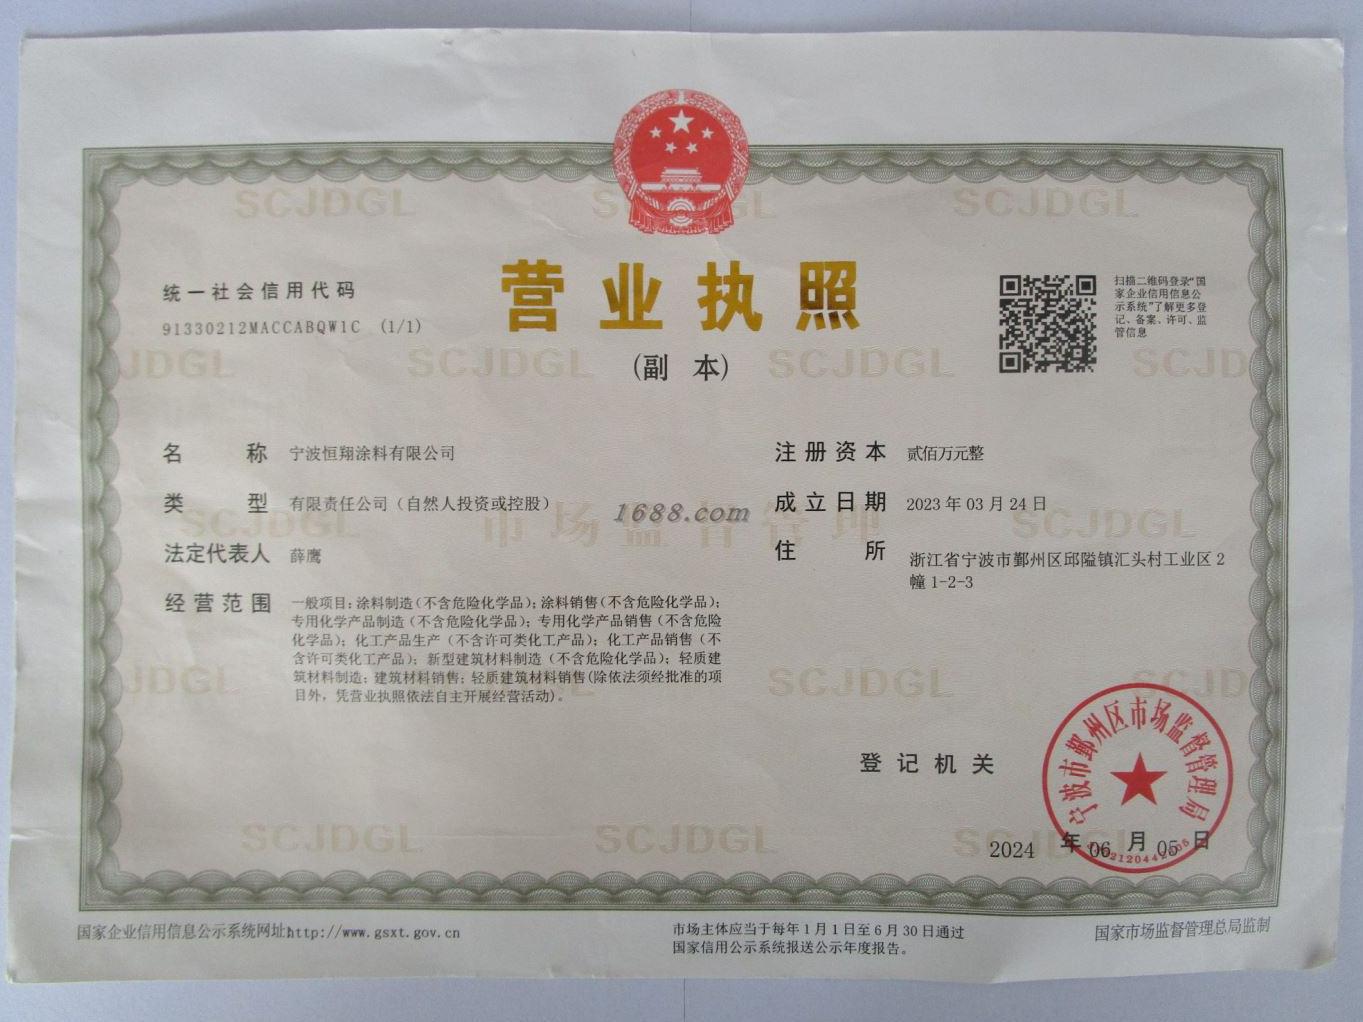 SCJDGL SCJDGL SCJDGL
统一社会信用代码
91330212MACCABQW1C (1/1)
营业执照
(副 本)
扫描二维码登录“国
家企业信用信息公
示系统”了解更多登
记、备案、许可、监
管信息
JDGL SCJDGL SCJDGL SCJD
名 称 宁波恒翔涂料有限公司
类 型 有限责任公司（自然人投资或控股）
法定代表人 薛鹰
经营范围 一般项目：涂料制造（不含危险化学品）；涂料销售（不含危险化学品）；
专用化学产品制造（不含危险化学品）；专用化学产品销售（不含危险
化学品）；化工产品生产（不含许可类化工产品）；化工产品销售（不
含许可类化工产品）；新型建筑材料制造（不含危险化学品）；轻质建
筑材料制造；建筑材料销售；轻质建筑材料销售(除依法须经批准的项
目外，凭营业执照依法自主开展经营活动)。
注册资本 贰佰万元整
成立日期 2023年03月24日
住 所 浙江省宁波市鄞州区邱隘镇汇头村工业区2
幢1-2-3
1688.com
SCJDGL 市场监督管理 SCJDGL
JDGL SCJDGL SCJDGL SCJD
登记机关
宁波市鄞州区市场监督管理局
2024 年 06 月 05 日
SCJDGL SCJDGL SCJDGL
国家企业信用信息公示系统网址http://www.gsxt.gov.cn
市场主体应当于每年1月1日至6月30日通过
国家信用公示系统报送公示年度报告。
国家市场监督管理总局监制